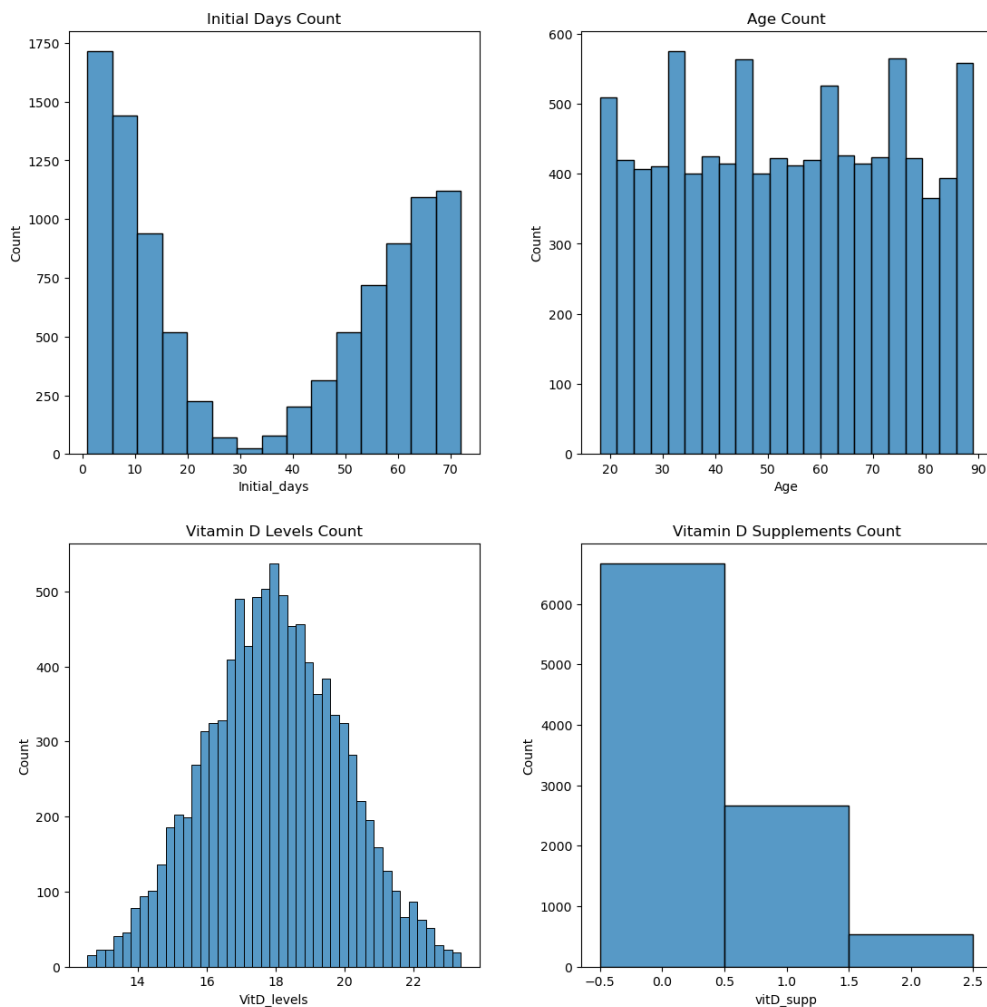 Initial Days Count
Count
1750
1500
1250
1000
750
500
250
0
0 10 20 30 40 50 60 70
Initial_days
Age Count
Count
600
500
400
300
200
100
0
20 30 40 50 60 70 80 90
Age
Vitamin D Levels Count
Count
500
400
300
200
100
0
14 16 18 20 22
VitD_levels
Vitamin D Supplements Count
Count
6000
5000
4000
3000
2000
1000
0
−0.5 0.0 0.5 1.0 1.5 2.0 2.5
vitD_supp